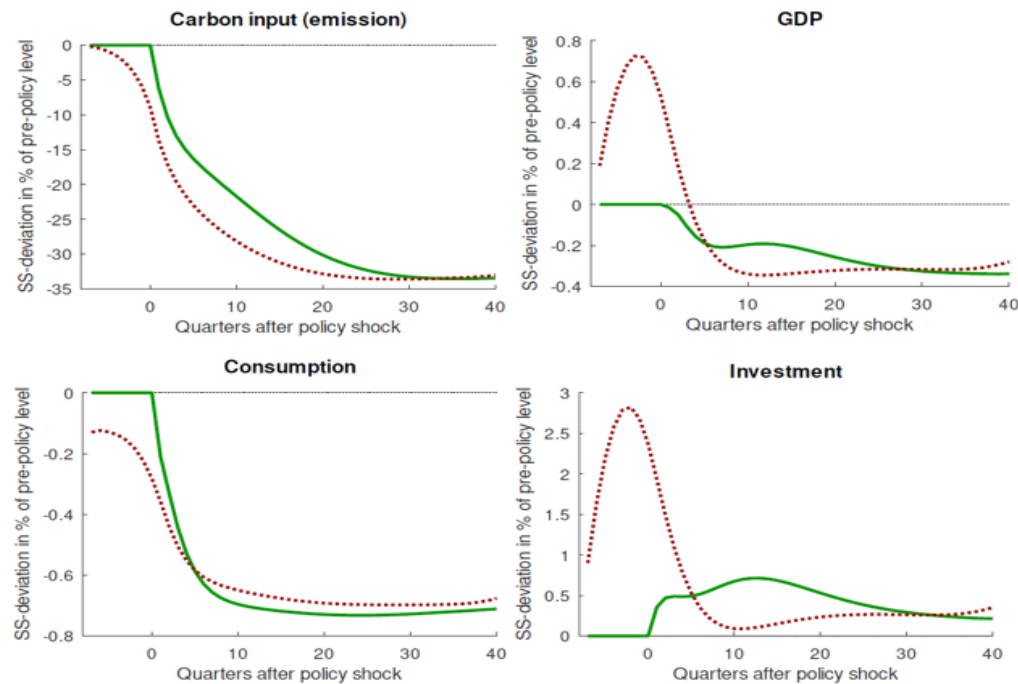 Carbon input (emission)
SS-deviation in % of pre-policy level
0
-5
-10
-15
-20
-25
-30
-35
0 10 20 30 40
Quarters after policy shock
GDP
SS-deviation in % of pre-policy level
0.8
0.6
0.4
0.2
0
-0.2
-0.4
0 10 20 30 40
Quarters after policy shock
Consumption
SS-deviation in % of pre-policy level
0
-0.2
-0.4
-0.6
-0.8
0 10 20 30 40
Quarters after policy shock
Investment
SS-deviation in % of pre-policy level
3
2.5
2
1.5
1
0.5
0
0 10 20 30 40
Quarters after policy shock